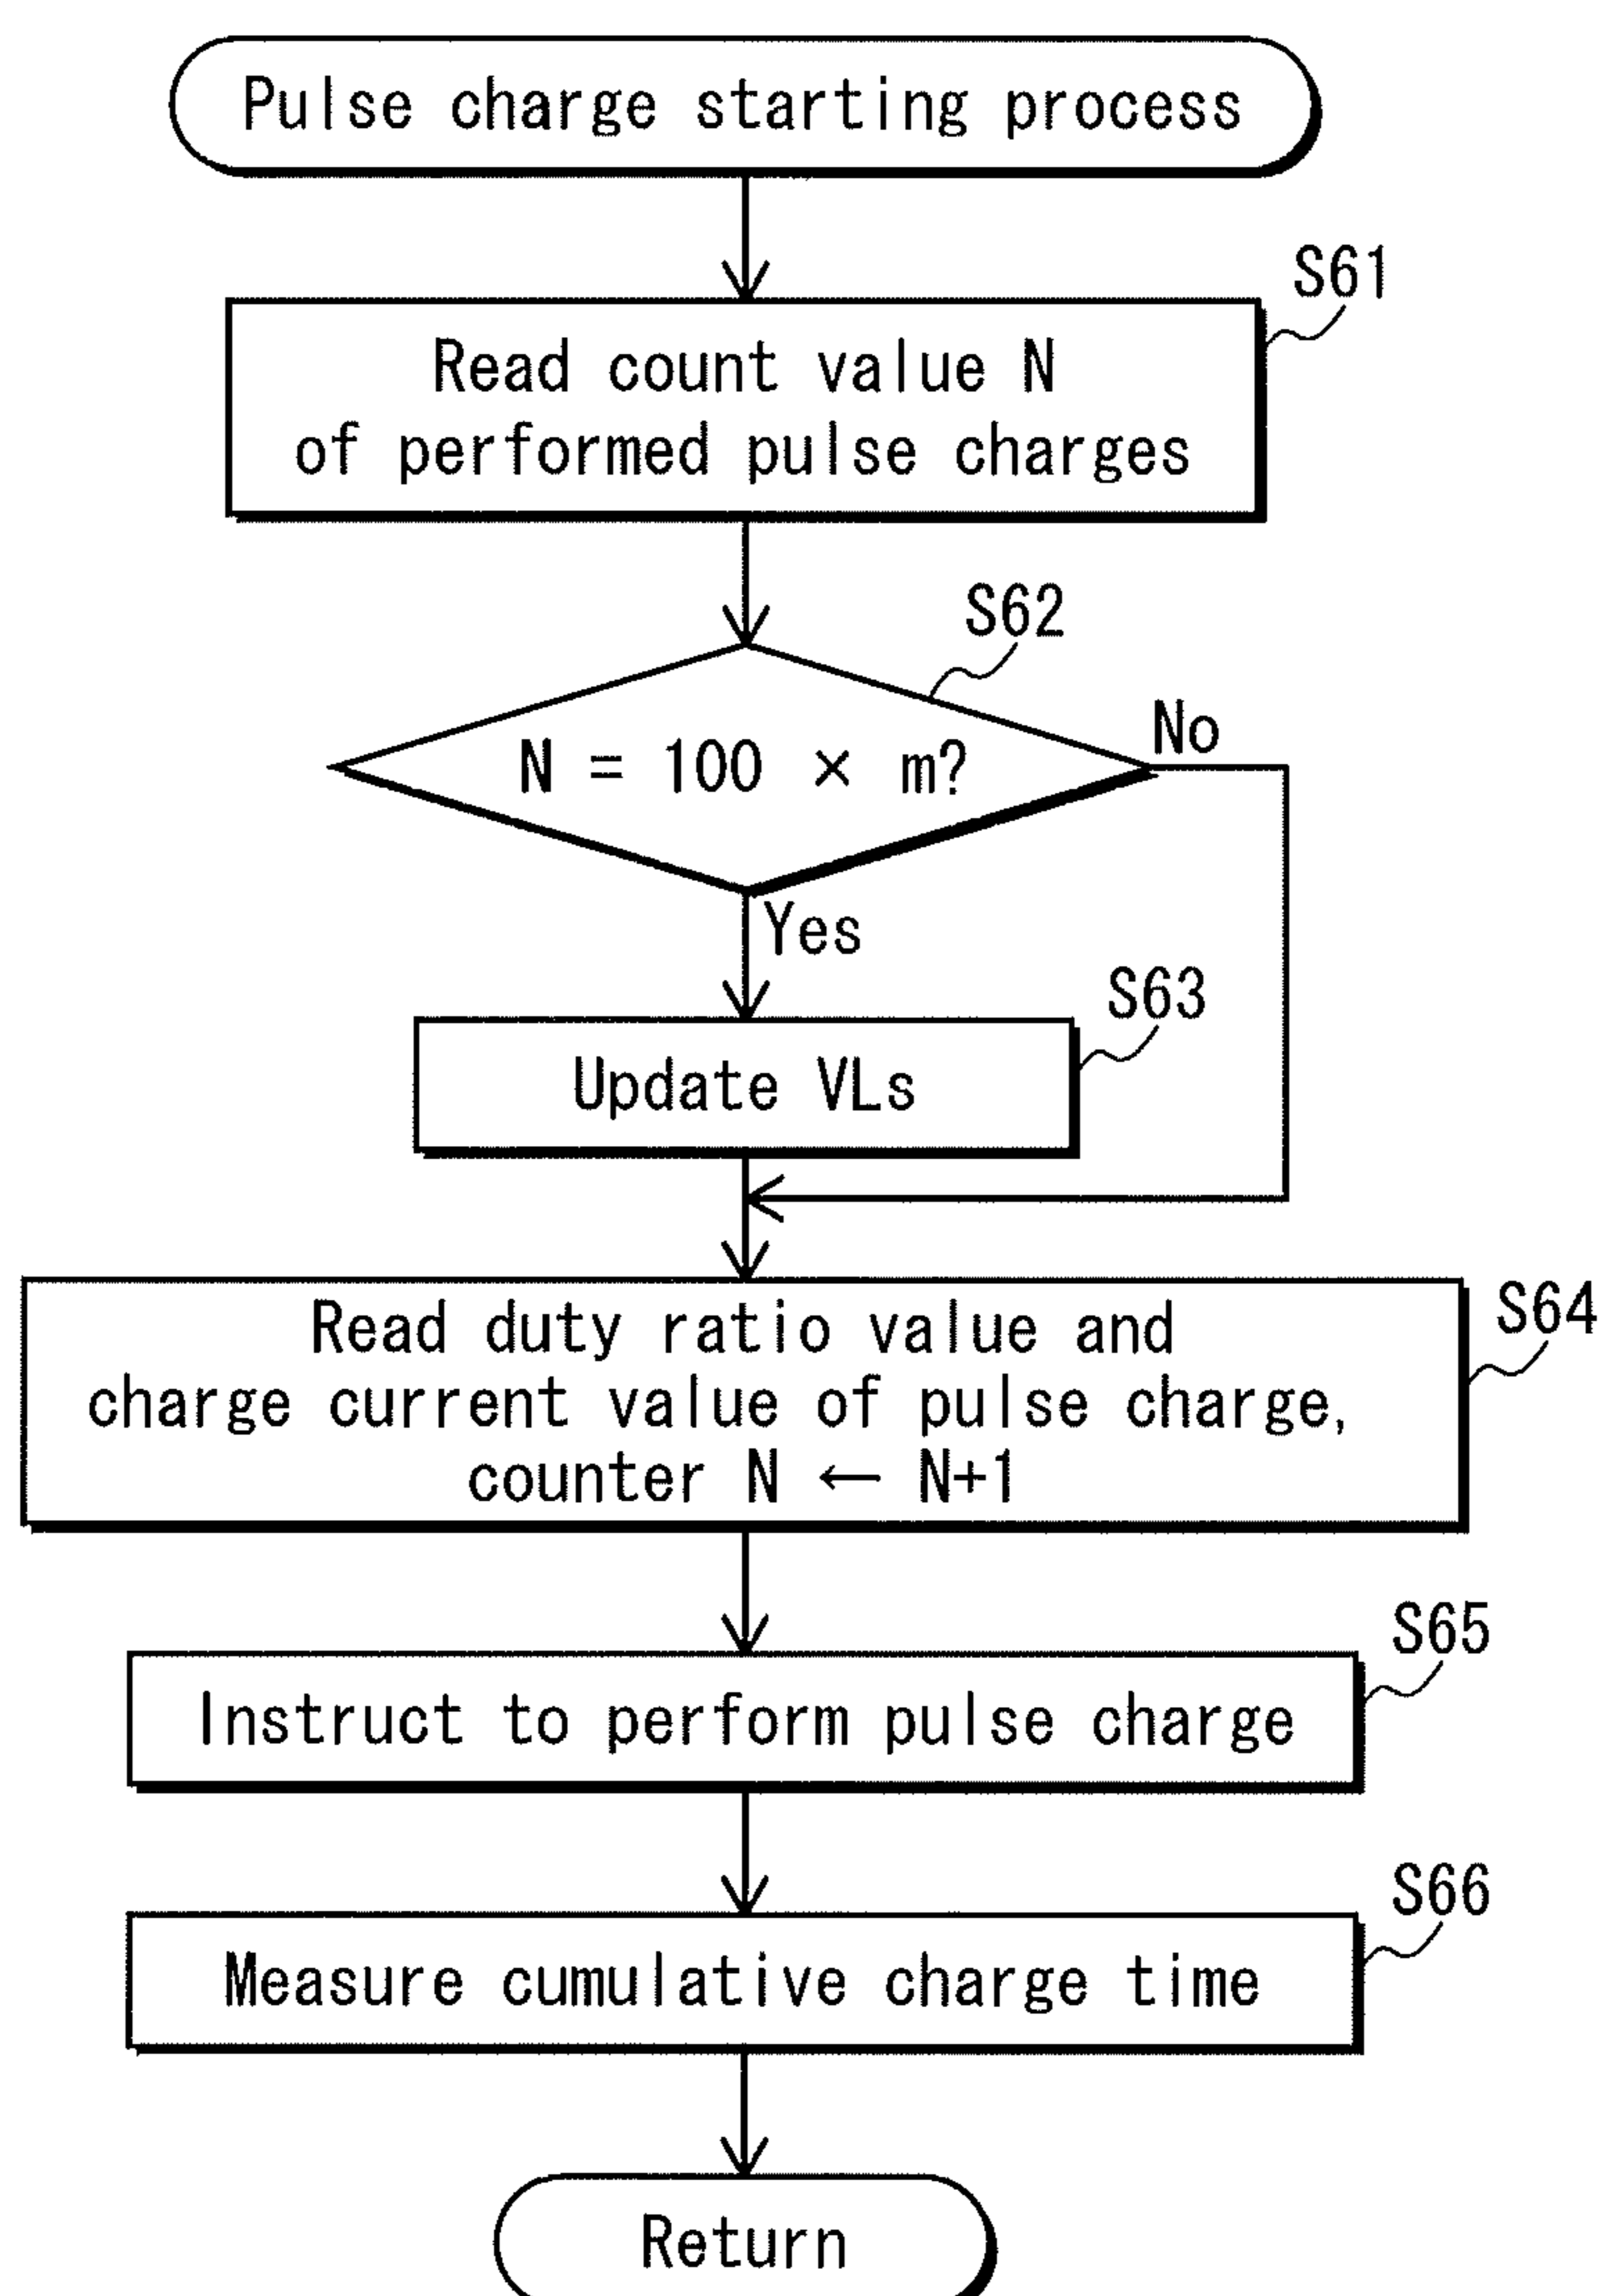 Pulse charge starting process
S61
Read count value N
of performed pulse charges
S62
N = 100 × m?
No
Yes
S63
Update VLs
S64
Read duty ratio value and
charge current value of pulse charge,
counter N ← N+1
S65
Instruct to perform pulse charge
S66
Measure cumulative charge time
Return